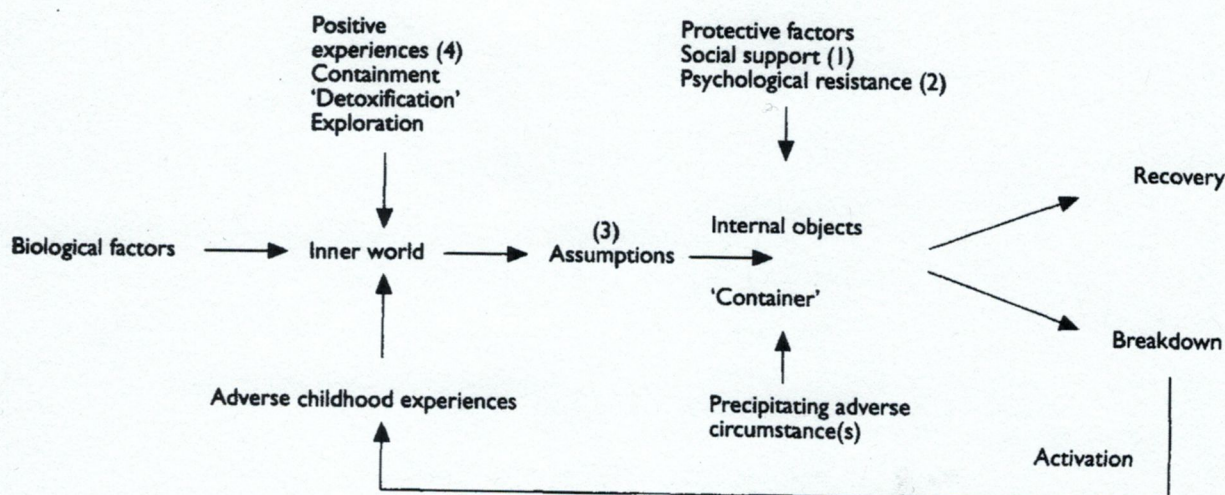 Positive
experiences (4)
Containment
'Detoxification'
Exploration
Protective factors
Social support (1)
Psychological resistance (2)
Recovery
Biological factors
Inner world
(3)
Assumptions
Internal objects
'Container'
Breakdown
Adverse childhood experiences
Precipitating adverse
circumstance(s)
Activation